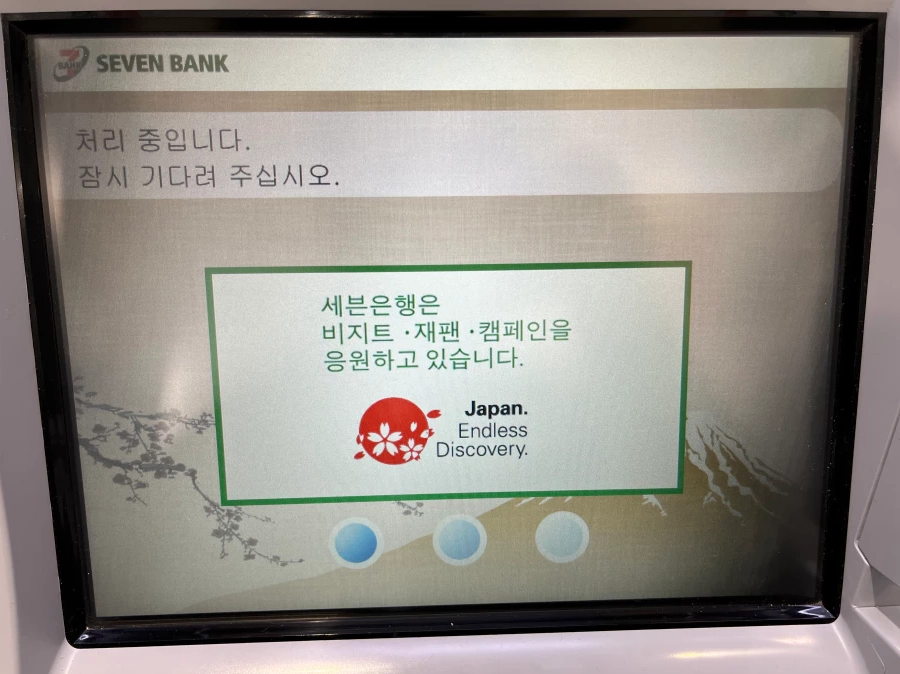 7 BANK
SEVEN BANK
처리 중입니다.
잠시 기다려 주십시오.
세븐은행은
비지트 ·재팬 ·캠페인을
응원하고 있습니다.
Japan.
Endless
Discovery.